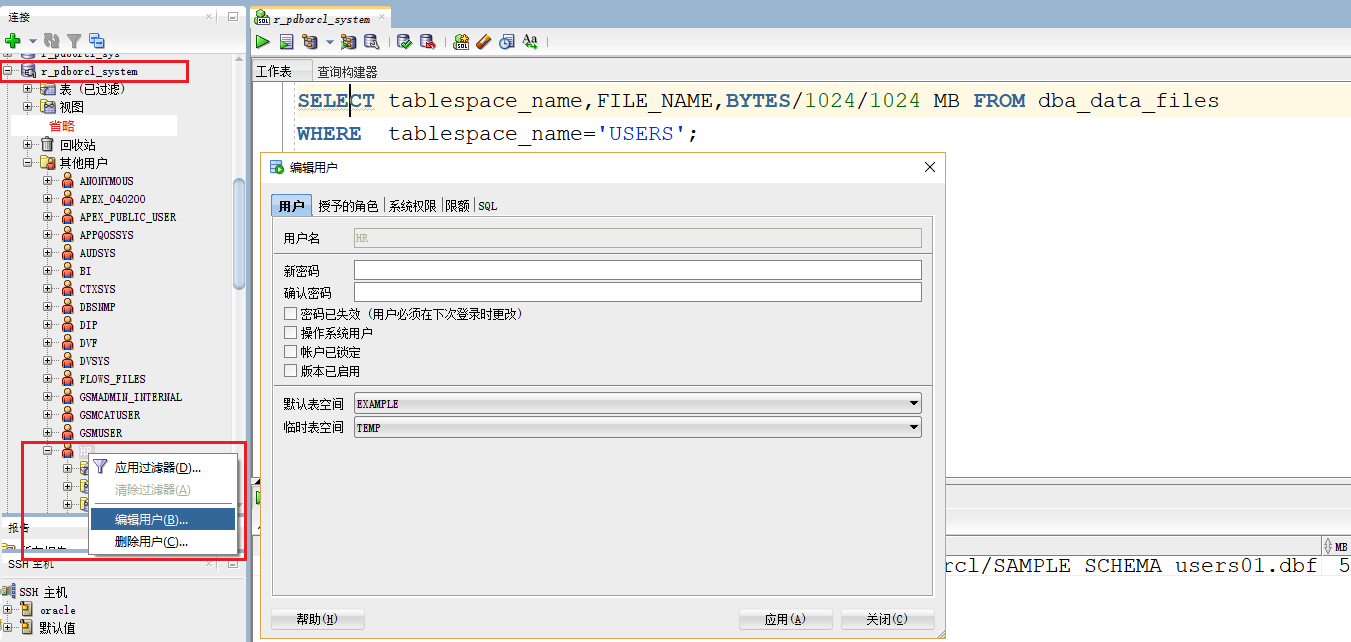 连接
r_pdborcl_system
r_pdborcl_system
表 (已过滤)
视图
省略
回收站
其他用户
ANONYMOUS
APEX_040200
APEX_PUBLIC_USER
APPQOSSYS
AUDSYS
BI
CTXSYS
DBSNMP
DIP
DVF
DVSYS
FLOWS_FILES
GSMADMIN_INTERNAL
GSMCATUSER
GSMUSER
HR
应用过滤器(D)...
清除过滤器(A)
编辑用户(B)...
删除用户(C)...
报告
SSH 主机
SSH 主机
oracle
默认值
工作表
查询构建器
SELECT tablespace_name,FILE_NAME,BYTES/1024/1024 MB FROM dba_data_files
WHERE tablespace_name='USERS';
编辑用户
用户
授予的角色
系统权限
限额
SQL
用户名
HR
新密码
确认密码
密码已失效 (用户必须在下次登录时更改)
操作系统用户
帐户已锁定
版本已启用
默认表空间
EXAMPLE
临时表空间
TEMP
帮助(H)
应用(A)
关闭(C)
MB
rcl/SAMPLE_SCHEMA_users01.dbf 5